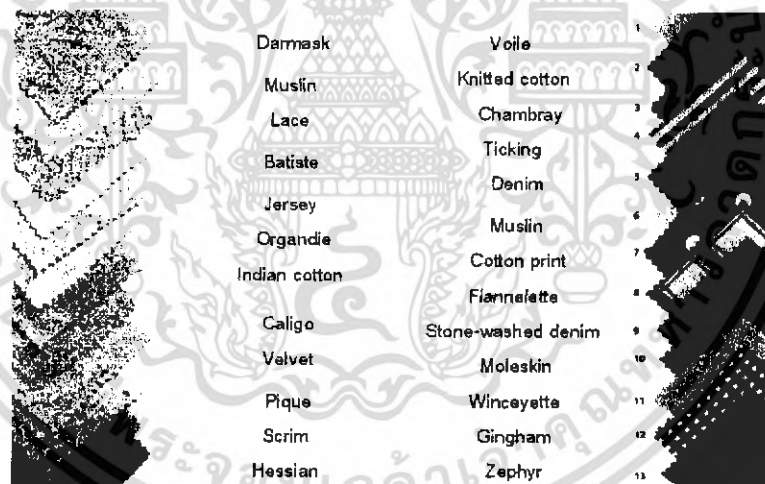 Darmask
Muslin
Lace
Batiste
Jersey
Organdie
Indian cotton
Caligo
Velvet
Pique
Scrim
Hessian
Voile 1
Knitted cotton 2
Chambray 3
Ticking 4
Denim 5
Muslin 6
Cotton print 7
Flannelette 8
Stone-washed denim 9
Moleskin 10
Winceyette 11
Gingham 12
Zephyr 13